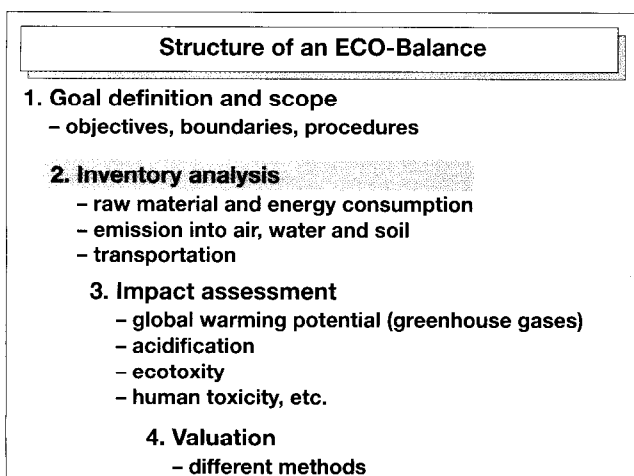 Structure of an ECO-Balance
1. Goal definition and scope
– objectives, boundaries, procedures
2. Inventory analysis
– raw material and energy consumption
– emission into air, water and soil
– transportation
3. Impact assessment
– global warming potential (greenhouse gases)
– acidification
– ecotoxity
– human toxicity, etc.
4. Valuation
– different methods